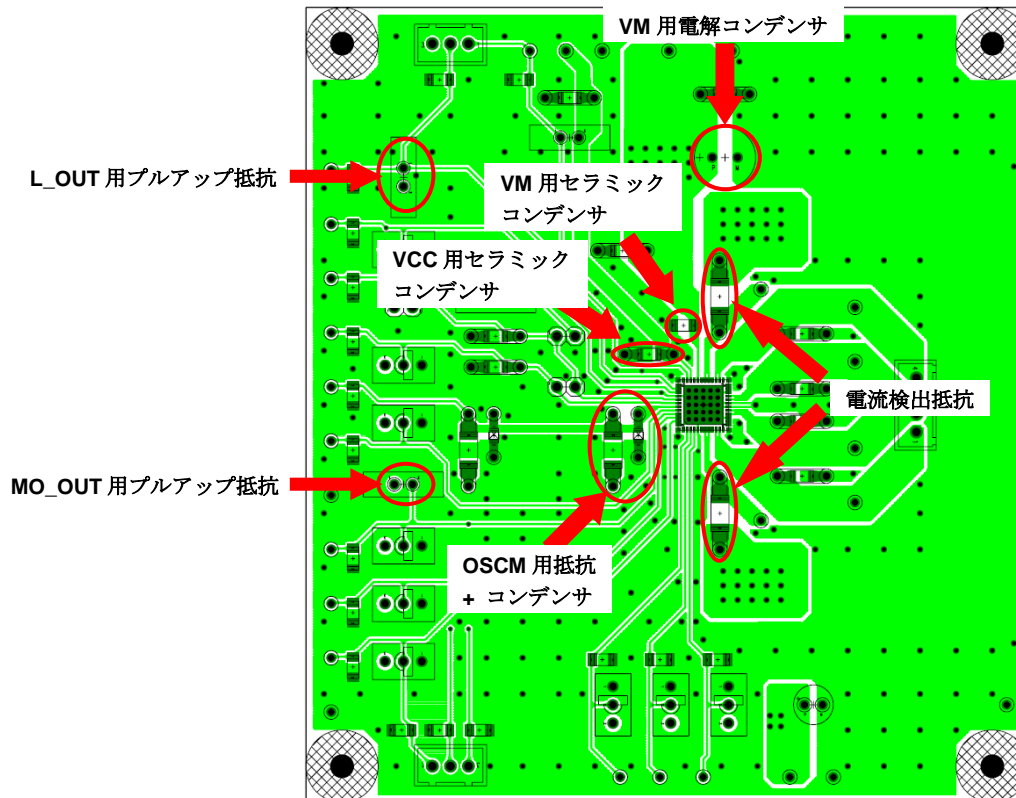 VM 用電解コンデンサ
L_OUT 用プルアップ抵抗
VM 用セラミック
コンデンサ
VCC 用セラミック
コンデンサ
電流検出抵抗
MO_OUT 用プルアップ抵抗
OSCM 用抵抗
+ コンデンサ